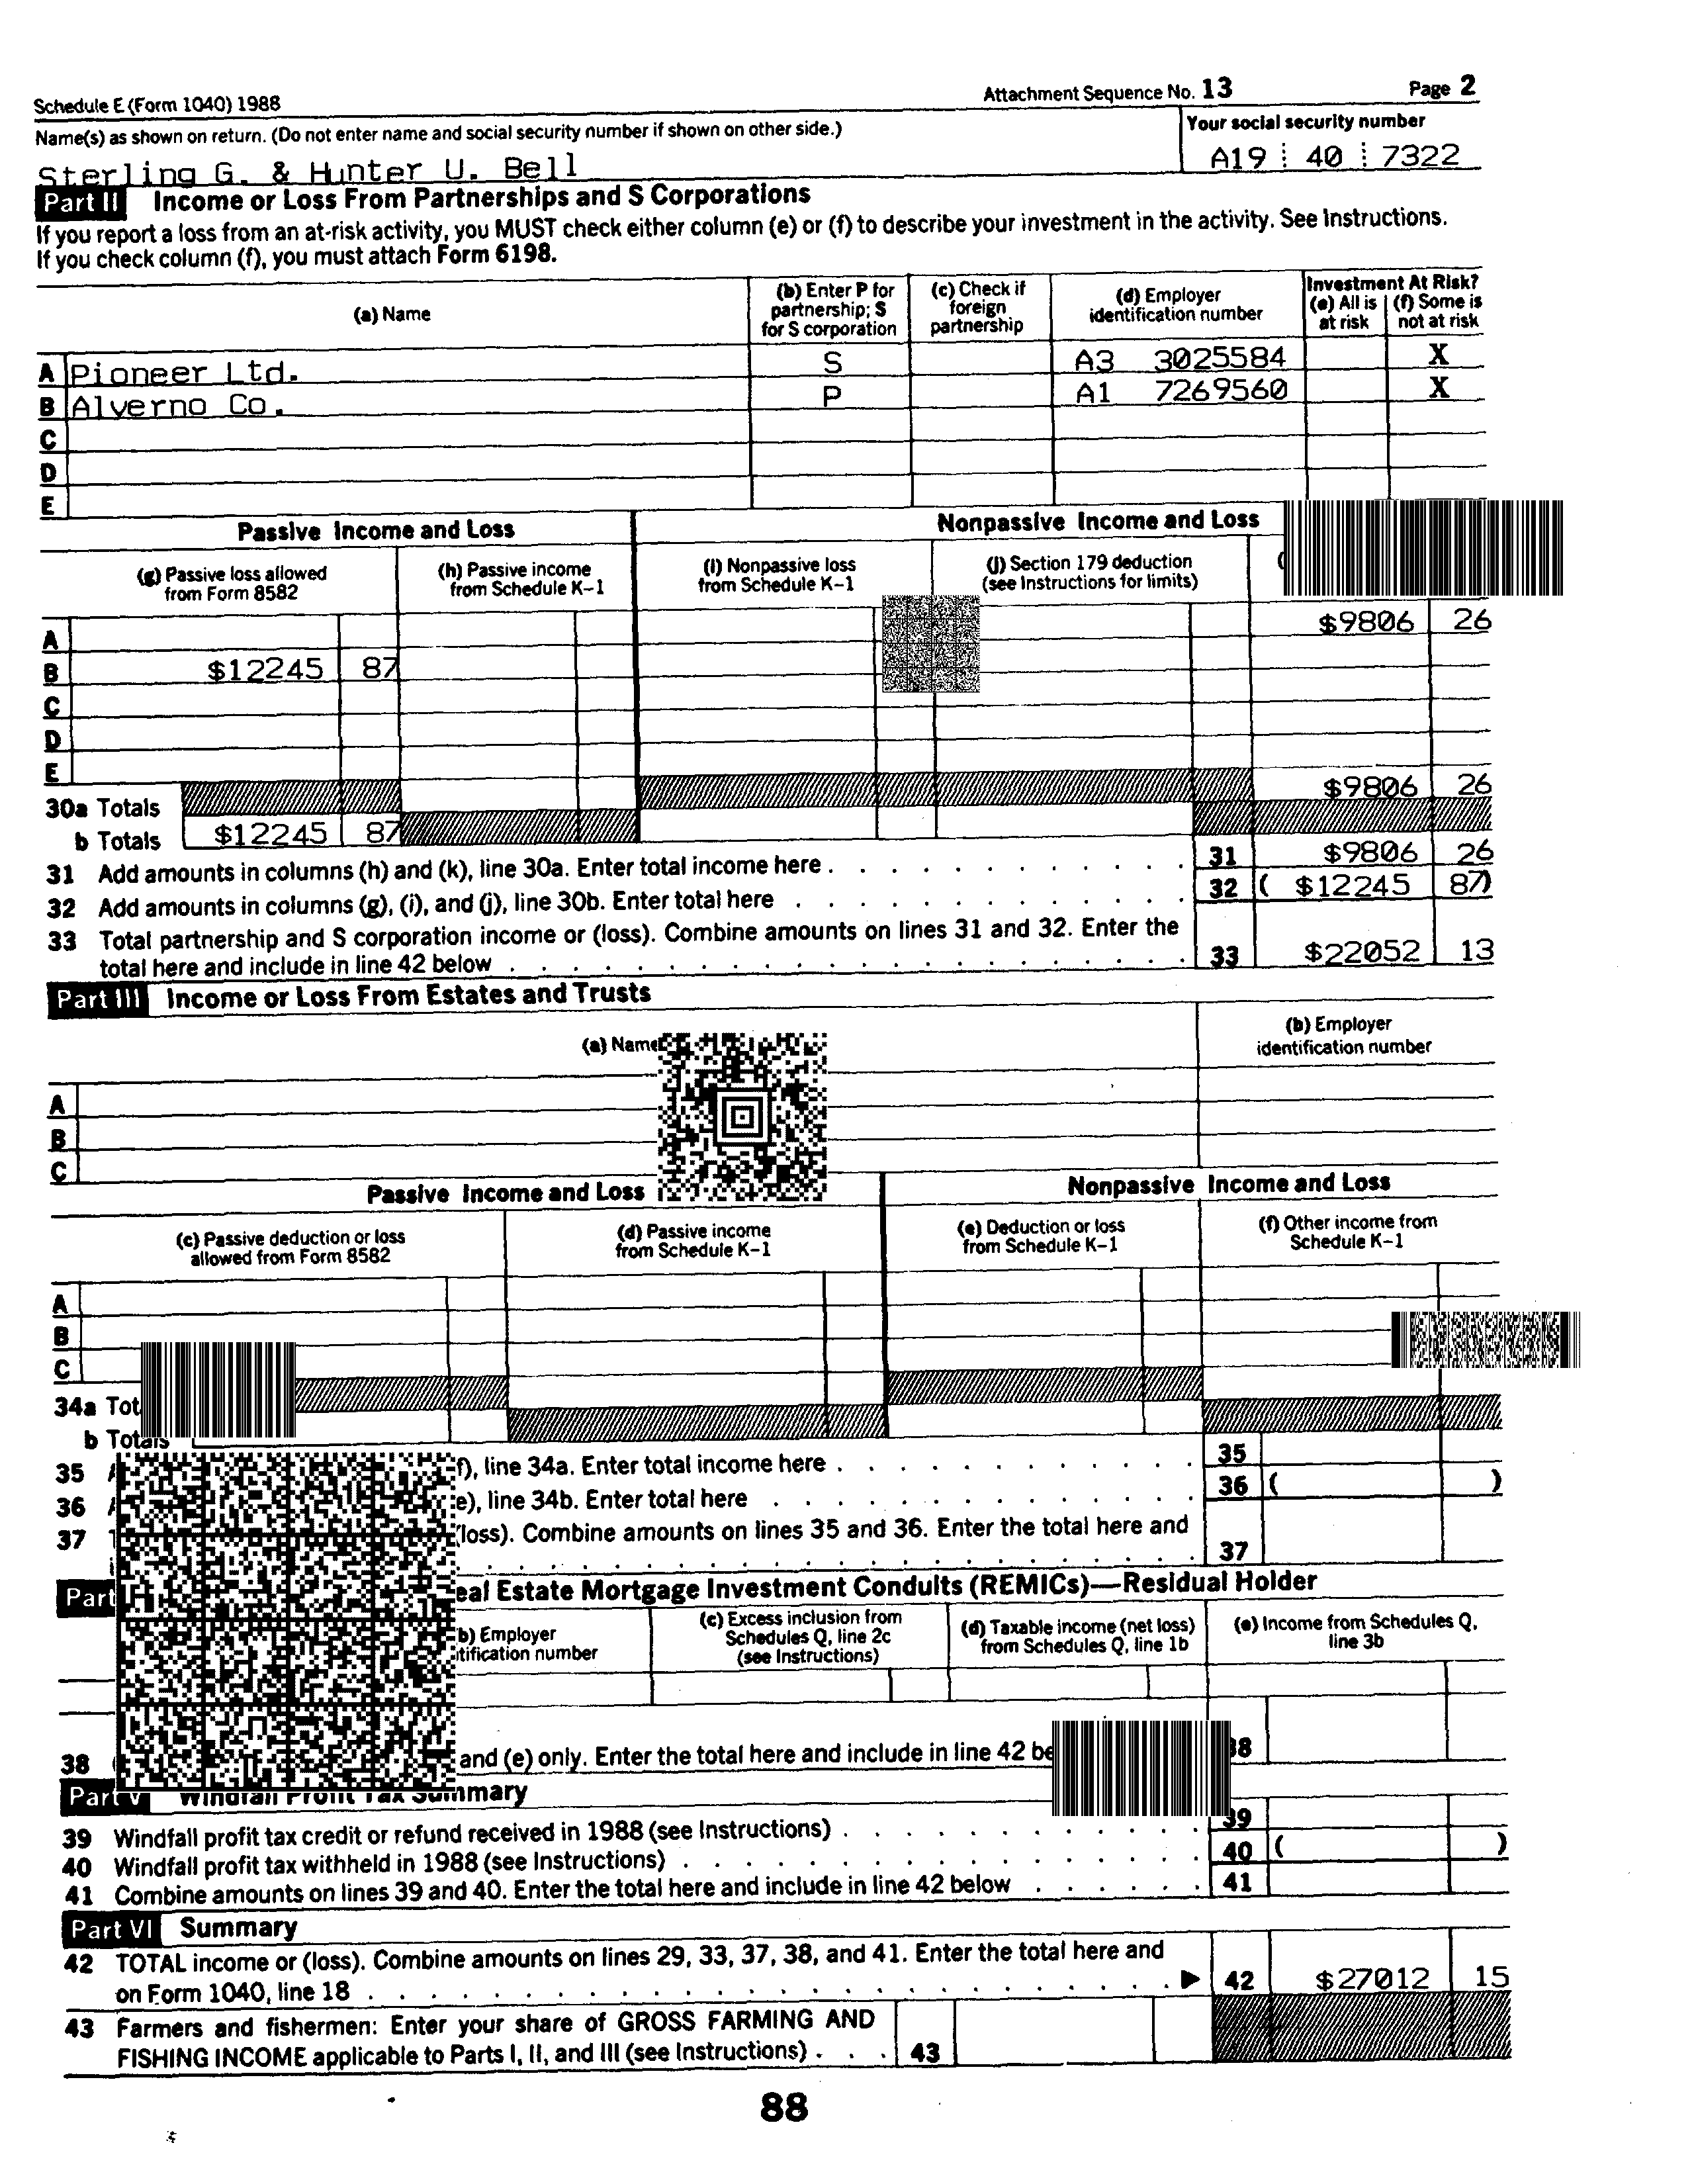 Schedule E (Form 1040) 1988 Attachment Sequence No. 13 Page 2
Name(s) as shown on return. (Do not enter name and social security number if shown on other side.) Your social security number
Sterling G. & Hunter U. Bell A19 40 7322
Part II Income or Loss From Partnerships and S Corporations
If you report a loss from an at-risk activity, you MUST check either column (e) or (f) to describe your investment in the activity. See Instructions.
If you check column (f), you must attach Form 6198.
(a) Name (b) Enter P for partnership; S for S corporation (c) Check if foreign partnership (d) Employer identification number Investment At Risk? (e) All is at risk (f) Some is not at risk
A Pioneer Ltd. S A3 3025584 X
B Alverno Co. P A1 7269560 X
C
D
E
Passive Income and Loss Nonpassive Income and Loss
(g) Passive loss allowed from Form 8582 (h) Passive income from Schedule K-1 (i) Nonpassive loss from Schedule K-1 (j) Section 179 deduction (see Instructions for limits) (
A $9806 26
B $12245 87
C
D
E
30a Totals $9806 26
b Totals $12245 87
31 Add amounts in columns (h) and (k), line 30a. Enter total income here 31 $9806 26
32 Add amounts in columns (g), (i), and (j), line 30b. Enter total here 32 ( $12245 87)
33 Total partnership and S corporation income or (loss). Combine amounts on lines 31 and 32. Enter the
total here and include in line 42 below 33 $22052 13
Part III Income or Loss From Estates and Trusts
(a) Name (b) Employer identification number
A
B
C
Passive Income and Loss Nonpassive Income and Loss
(c) Passive deduction or loss allowed from Form 8582 (d) Passive income from Schedule K-1 (e) Deduction or loss from Schedule K-1 (f) Other income from Schedule K-1
A
B
C
34a Tot
b Totals
35 f), line 34a. Enter total income here 35
36 e), line 34b. Enter total here 36 ( )
37 (loss). Combine amounts on lines 35 and 36. Enter the total here and
37
Part eal Estate Mortgage Investment Conduits (REMICs)—Residual Holder
b) Employer tification number (c) Excess inclusion from Schedules Q, line 2c (see Instructions) (d) Taxable income (net loss) from Schedules Q, line 1b (e) Income from Schedules Q, line 3b
38 and (e) only. Enter the total here and include in line 42 be 38
Part V Windfall Profit Tax Summary
39 Windfall profit tax credit or refund received in 1988 (see Instructions) 39
40 Windfall profit tax withheld in 1988 (see Instructions) 40 ( )
41 Combine amounts on lines 39 and 40. Enter the total here and include in line 42 below 41
Part VI Summary
42 TOTAL income or (loss). Combine amounts on lines 29, 33, 37, 38, and 41. Enter the total here and
on Form 1040, line 18 42 $27012 15
43 Farmers and fishermen: Enter your share of GROSS FARMING AND
FISHING INCOME applicable to Parts I, II, and III (see Instructions) 43
88